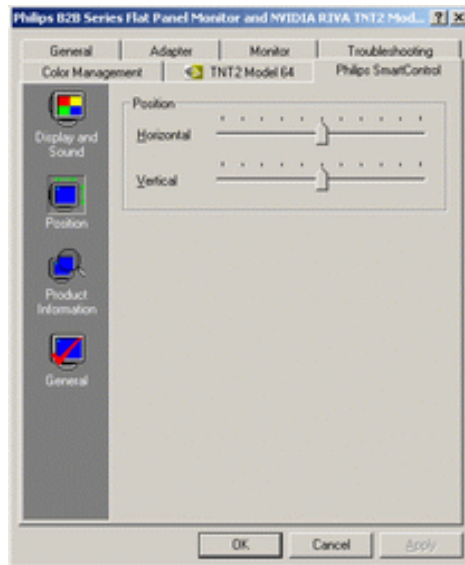 Philips B2B Series Flat Panel Monitor and NVIDIA RIVA TNT2 Mod...
General Adapter Monitor Troubleshooting
Color Management TNT2 Model 64 Philips SmartControl
Position
Horizontal
Vertical
Display and
Sound
Position
Product
Information
General
OK Cancel Apply